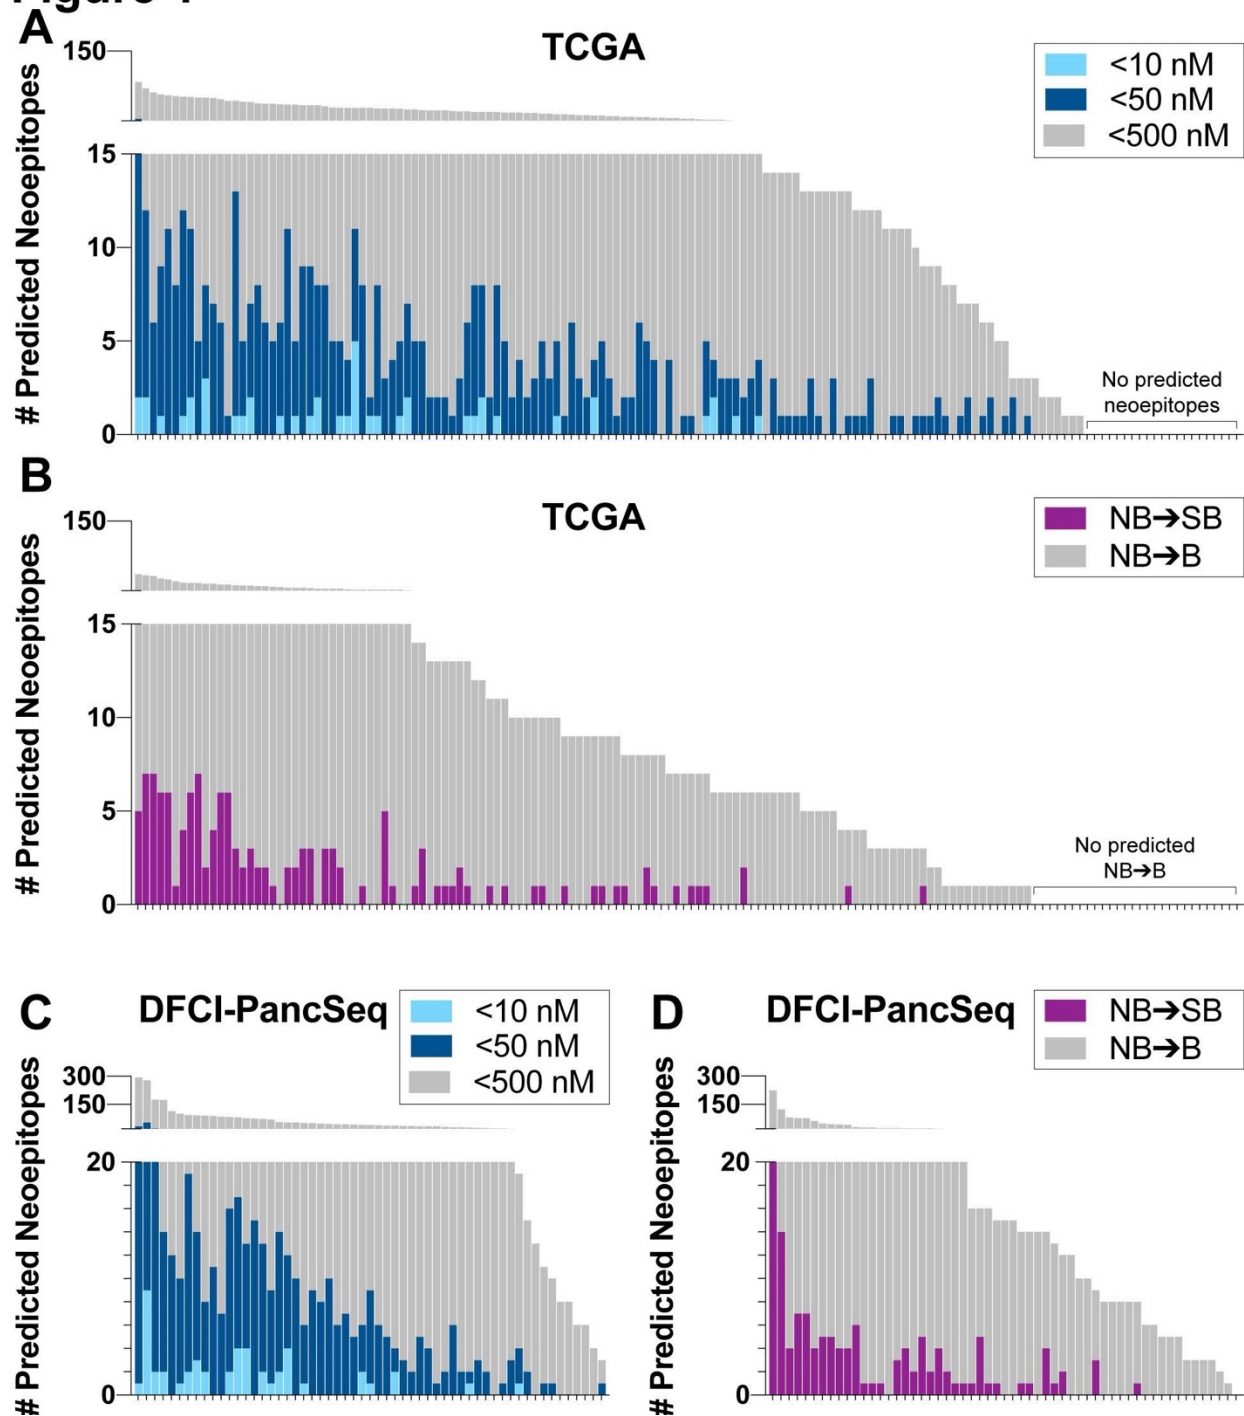 A
TCGA
# Predicted Neoepitopes
150
15
10
5
0
<10 nM
<50 nM
<500 nM
No predicted
neoepitopes
B
TCGA
# Predicted Neoepitopes
150
15
10
5
0
NB➔SB
NB➔B
No predicted
NB➔B
C
DFCI-PancSeq
# Predicted Neoepitopes
300
150
20
0
<10 nM
<50 nM
<500 nM
D
DFCI-PancSeq
# Predicted Neoepitopes
300
150
20
0
NB➔SB
NB➔B